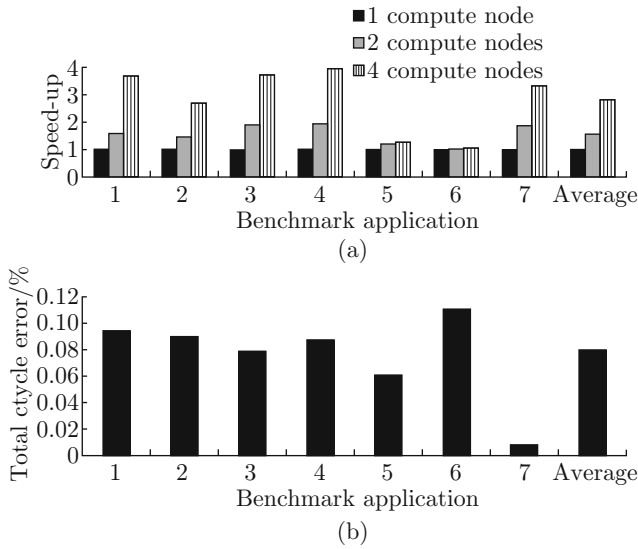 1 compute node
2 compute nodes
4 compute nodes
Speed-up
4
3
2
1
0
1 2 3 4 5 6 7 Average
Benchmark application
(a)
Total ctycle error/%
0.12
0.10
0.08
0.06
0.04
0.02
0
1 2 3 4 5 6 7 Average
Benchmark application
(b)